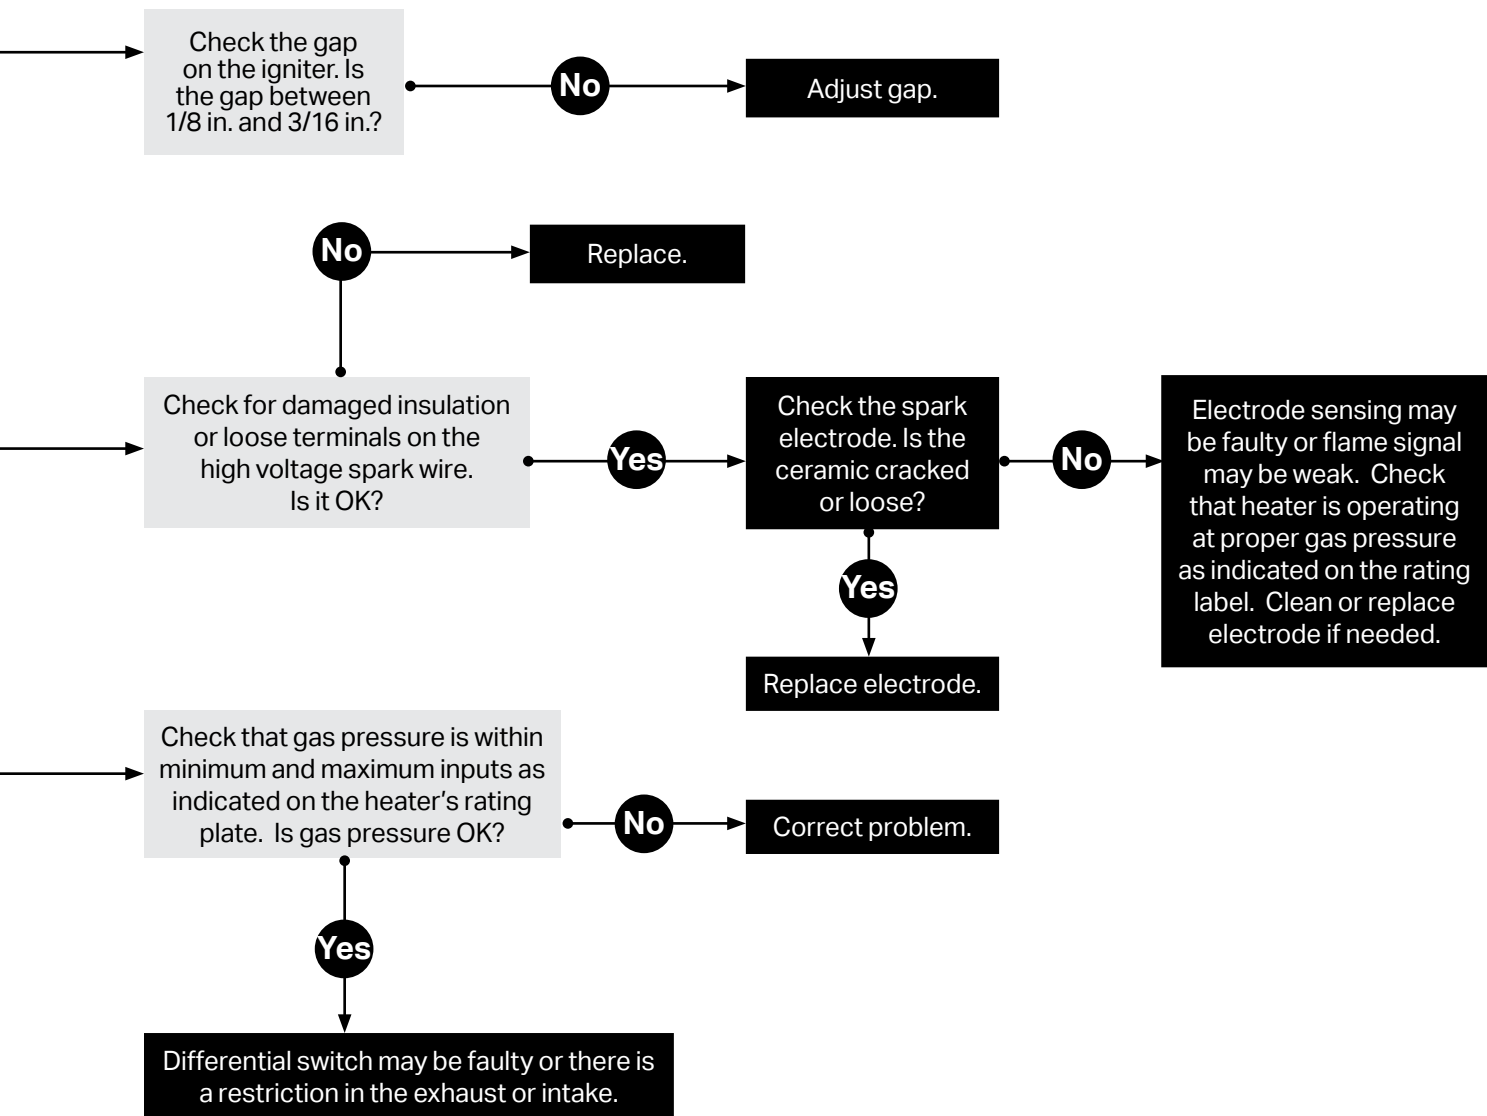 Check the gap
on the igniter. Is
the gap between
1/8 in. and 3/16 in.?
No
Adjust gap.
No
Replace.
Check for damaged insulation
or loose terminals on the
high voltage spark wire.
Is it OK?
Yes
Check the spark
electrode. Is the
ceramic cracked
or loose?
No
Electrode sensing may
be faulty or flame signal
may be weak.  Check
that heater is operating
at proper gas pressure
as indicated on the rating
label.  Clean or replace
electrode if needed.
Yes
Replace electrode.
Check that gas pressure is within
minimum and maximum inputs as
indicated on the heater's rating
plate.  Is gas pressure OK?
No
Correct problem.
Yes
Differential switch may be faulty or there is
a restriction in the exhaust or intake.